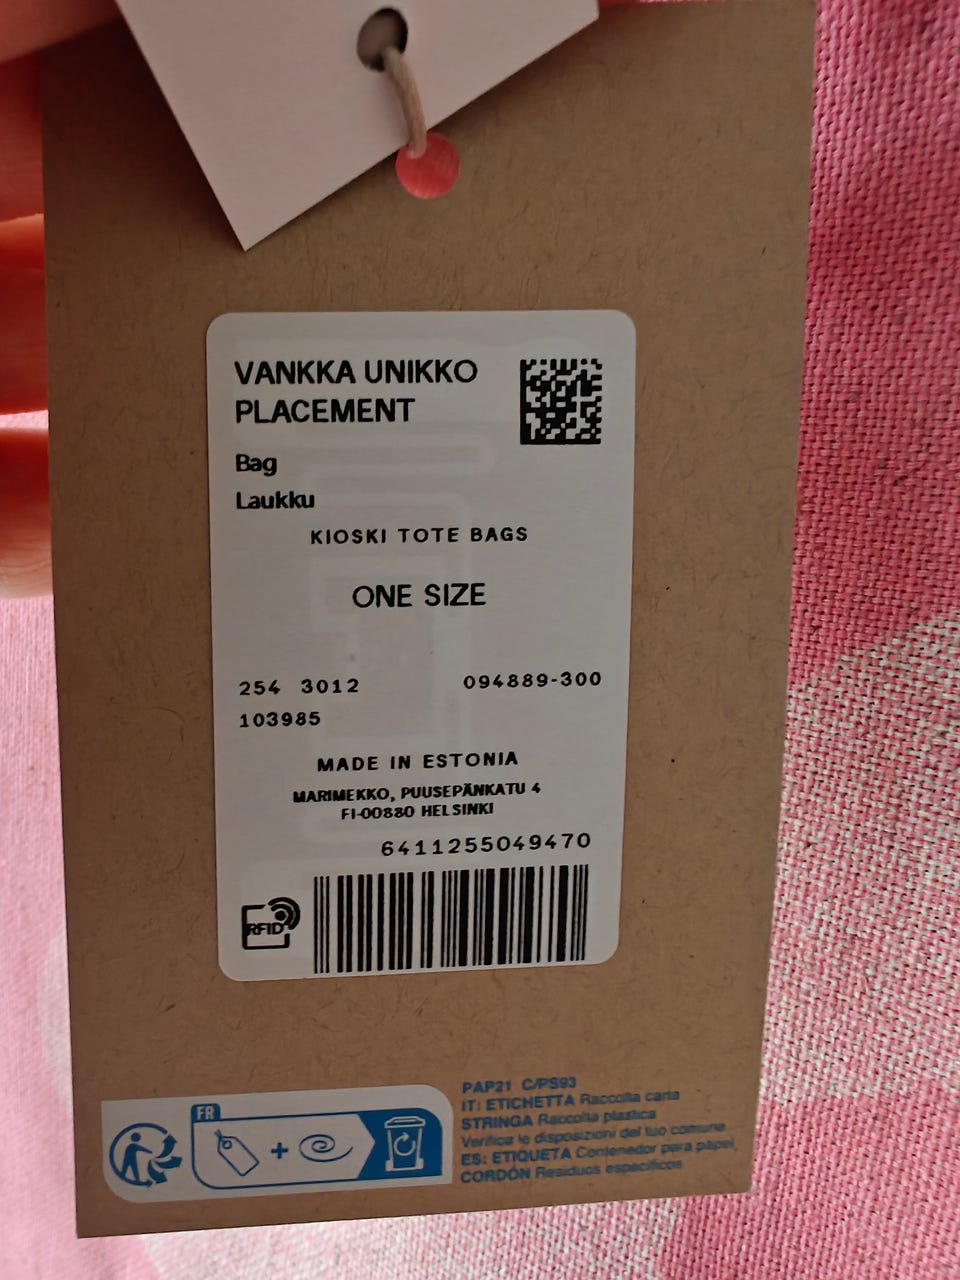 VANKKA UNIKKO
PLACEMENT
Bag
Laukku
KIOSKI TOTE BAGS
ONE SIZE
254 3012 094889-300
103985
MADE IN ESTONIA
MARIMEKKO, PUUSEPÄNKATU 4
FI-00880 HELSINKI
6411255049470
RFID
FR
PAP21 C/PS93
IT: ETICHETTA Raccolta carta
STRINGA Raccolta plastica
Verifica le disposizioni del tuo comune
ES: ETIQUETA Contenedor para papel,
CORDÓN Residuos específicos